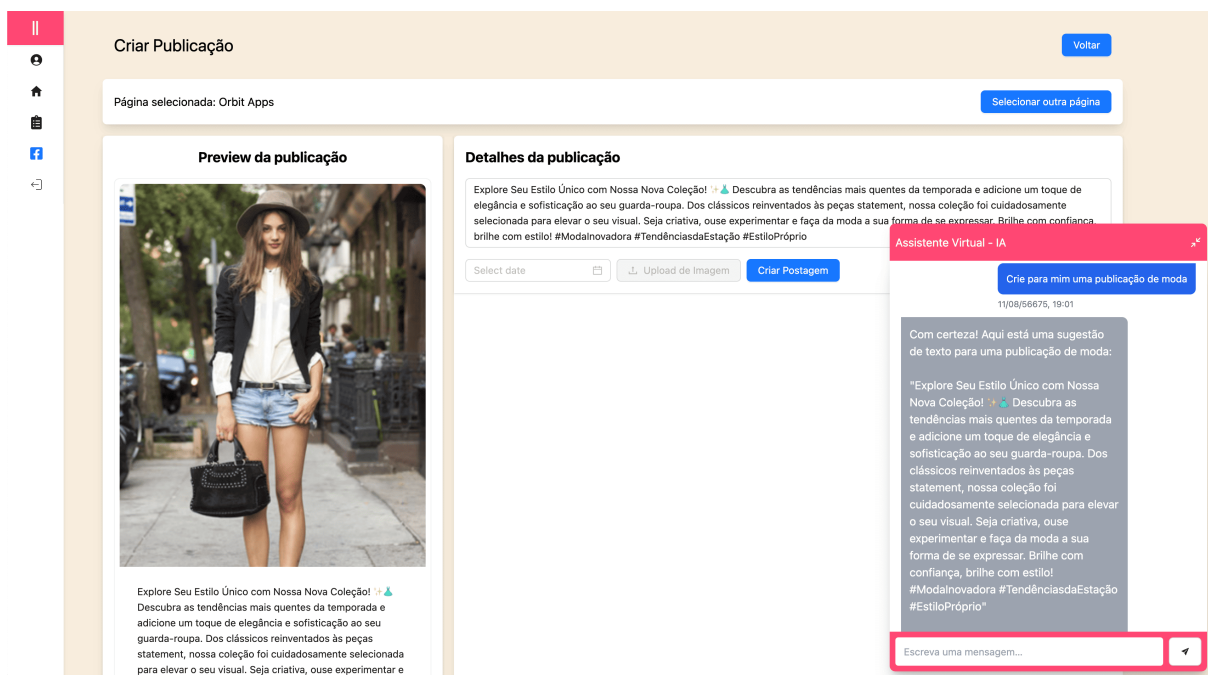 Criar Publicação
Voltar
Página selecionada: Orbit Apps
Selecionar outra página
Preview da publicação
Explore Seu Estilo Único com Nossa Nova Coleção! ✨👗
Descubra as tendências mais quentes da temporada e
adicione um toque de elegância e sofisticação ao seu
guarda-roupa. Dos clássicos reinventados às peças
statement, nossa coleção foi cuidadosamente selecionada
para elevar o seu visual. Seja criativa, ouse experimentar e
Detalhes da publicação
Explore Seu Estilo Único com Nossa Nova Coleção! ✨👗 Descubra as tendências mais quentes da temporada e adicione um toque de
elegância e sofisticação ao seu guarda-roupa. Dos clássicos reinventados às peças statement, nossa coleção foi cuidadosamente
selecionada para elevar o seu visual. Seja criativa, ouse experimentar e faça da moda a sua forma de se expressar. Brilhe com confiança,
brilhe com estilo! #ModaInovadora #TendênciasdaEstação #EstiloPróprio
Select date
Upload de Imagem
Criar Postagem
Assistente Virtual - IA
Crie para mim uma publicação de moda
11/08/56675, 19:01
Com certeza! Aqui está uma sugestão
de texto para uma publicação de moda:
"Explore Seu Estilo Único com Nossa
Nova Coleção! ✨👗 Descubra as
tendências mais quentes da temporada
e adicione um toque de elegância e
sofisticação ao seu guarda-roupa. Dos
clássicos reinventados às peças
statement, nossa coleção foi
cuidadosamente selecionada para elevar
o seu visual. Seja criativa, ouse
experimentar e faça da moda a sua
forma de se expressar. Brilhe com
confiança, brilhe com estilo!
#ModaInovadora #TendênciasdaEstação
#EstiloPróprio"
Escreva uma mensagem...